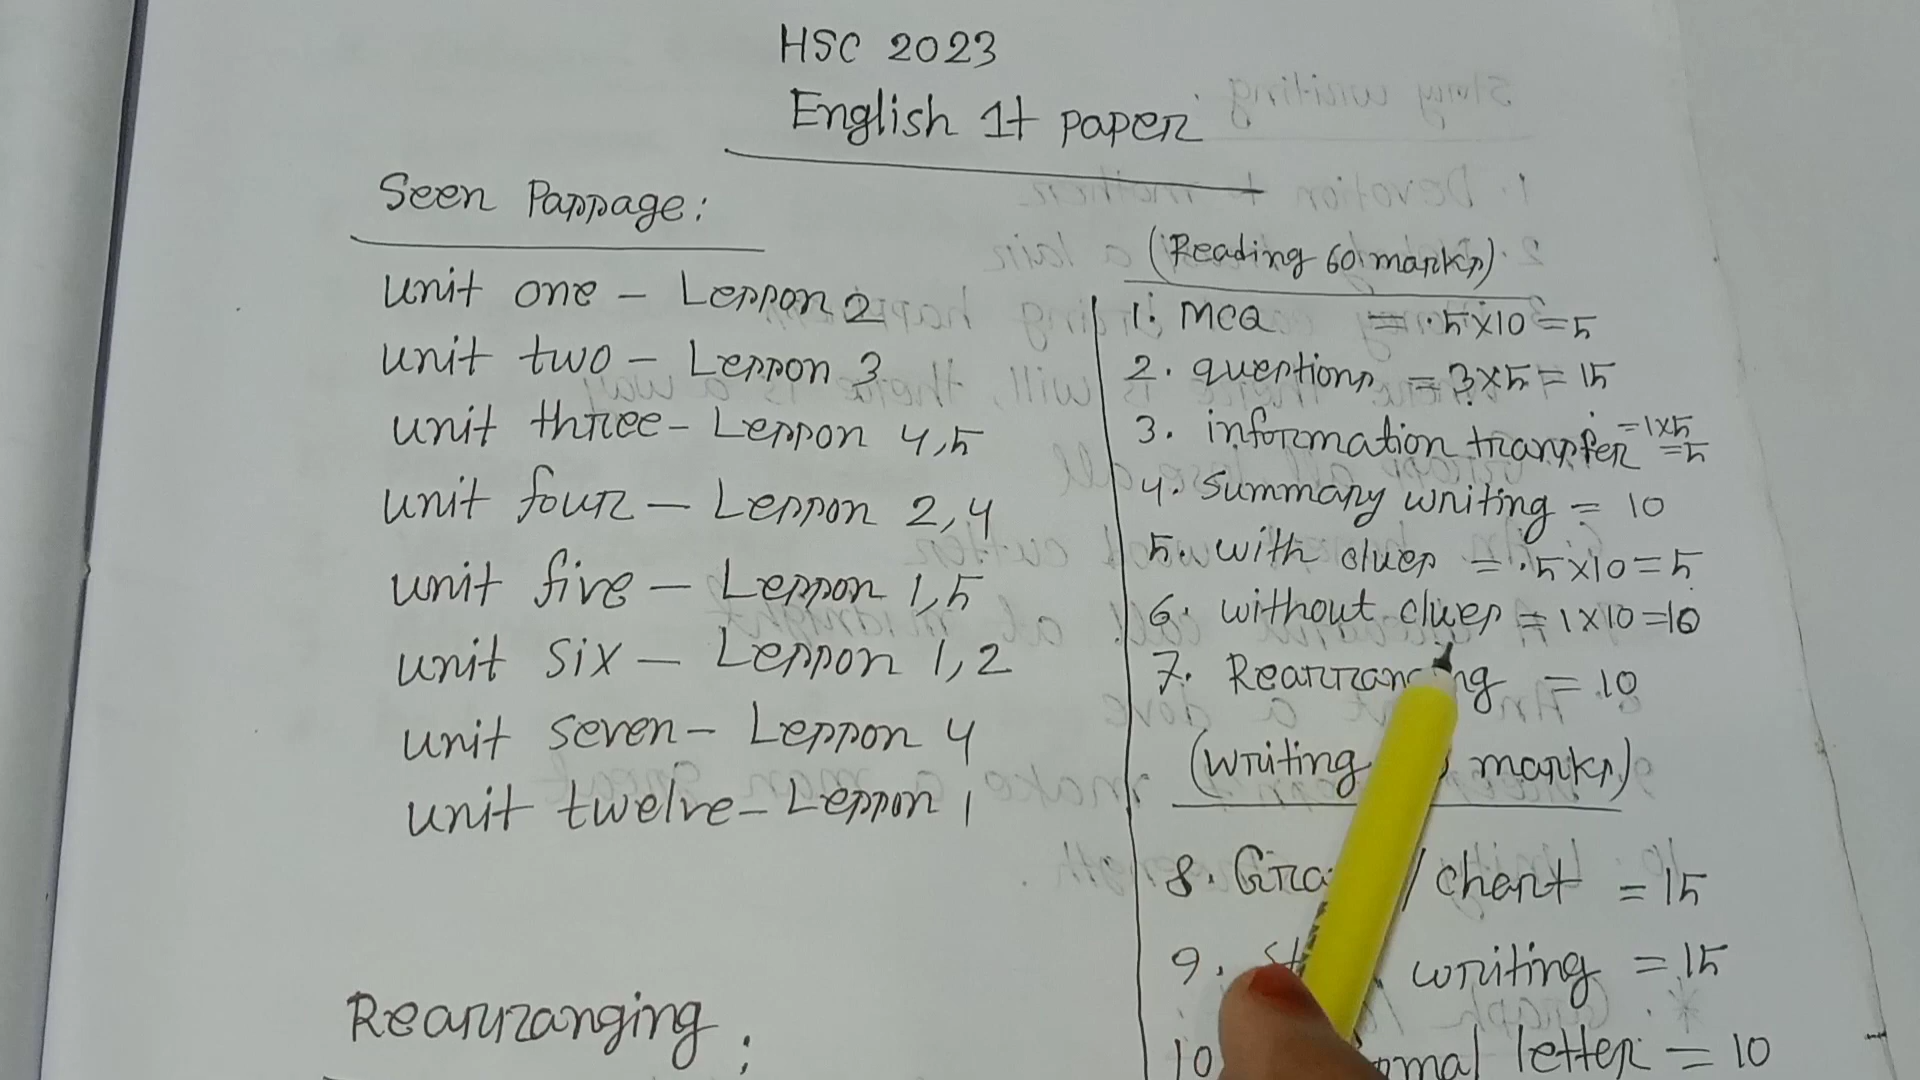 HSC 2023
English 1t paper
Seen Passage:
unit one - Lesson 2
unit two - Lesson 3
unit three - Lesson 4,5
unit four - Lesson 2,4
unit five - Lesson 1,5
unit six - Lesson 1,2
unit seven - Lesson 4
unit twelve - Lesson 1
Rearranging:
(Reading 60 marks)
1. MCQ = .5x10=5
2. questions = 3x5=15
3. information transfer =1x5 =5
4. Summary writing = 10
5. with clues = .5x10=5
6. without clues = 1x10=10
7. = 10
(writing marks)
8. / chart = 15
9. writing = 15
10 letter = 10